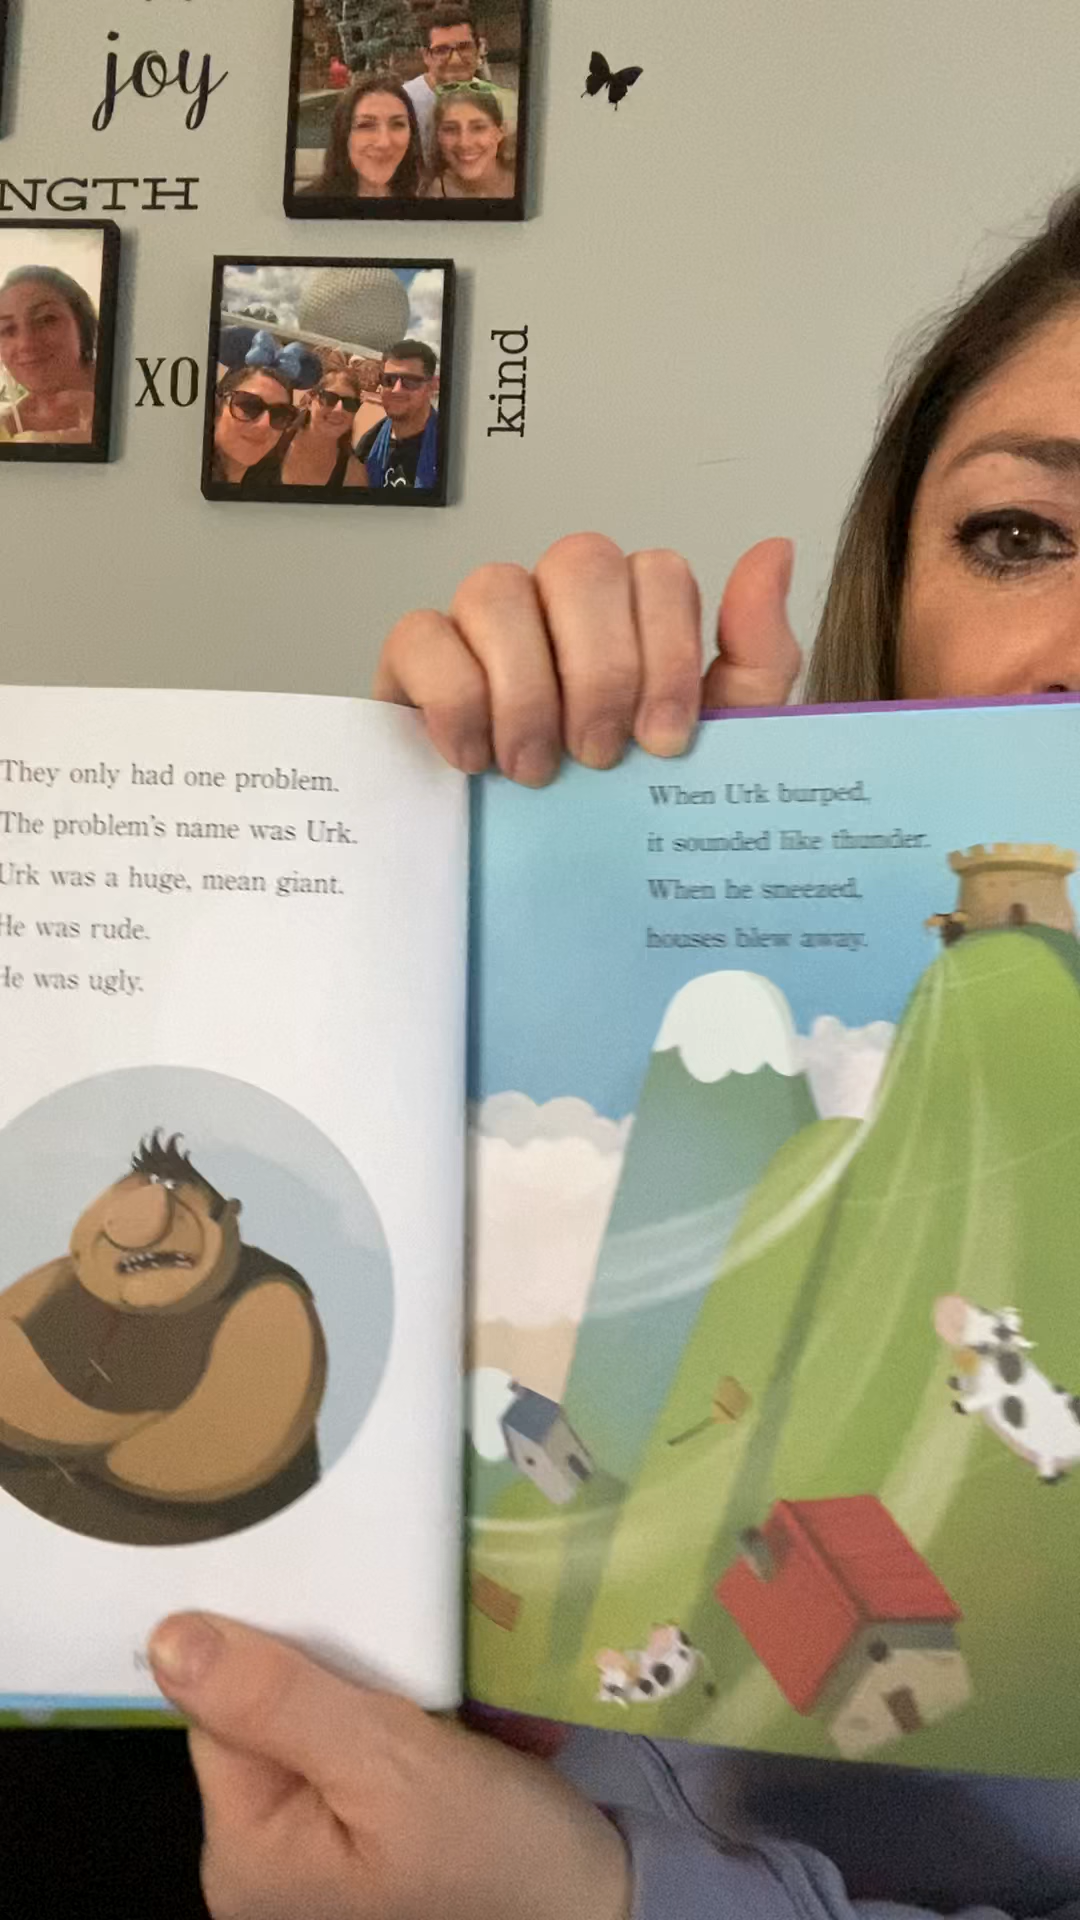 joy
NGTH
XO
kind
They only had one problem.
The problem's name was Urk.
Urk was a huge, mean giant.
He was rude.
He was ugly.
When Urk burped,
it sounded like thunder.
When he sneezed,
houses blew away.